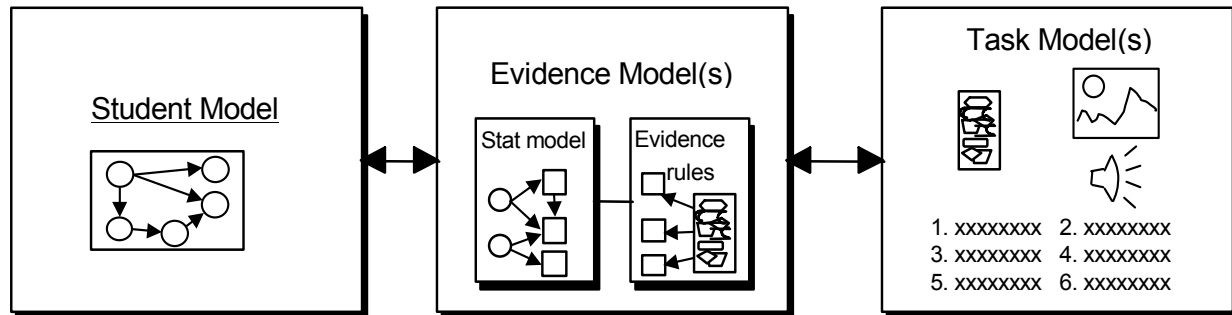 Student Model
Evidence Model(s)
Stat model
Evidence
rules
Task Model(s)
1. xxxxxxxx 2. xxxxxxxx
3. xxxxxxxx 4. xxxxxxxx
5. xxxxxxxx 6. xxxxxxxx